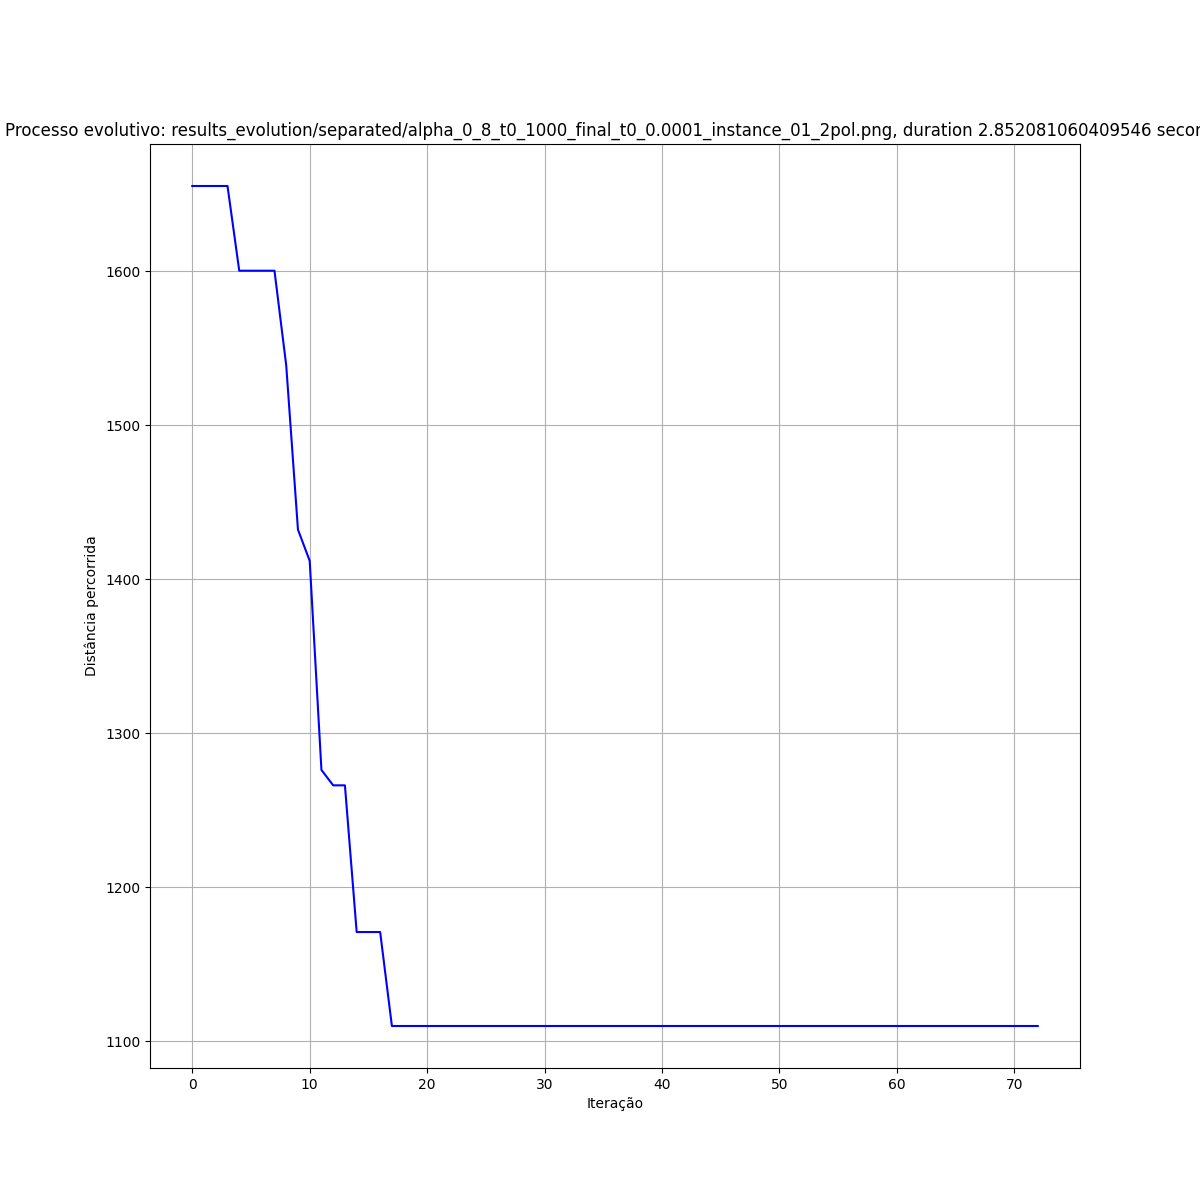 Processo evolutivo: results_evolution/separated/alpha_0_8_t0_1000_final_t0_0.0001_instance_01_2pol.png, duration 2.852081060409546
1600
1500
1400
1300
1200
1100
Distância percorrida
0 10 20 30 40 50 60 70
Iteração